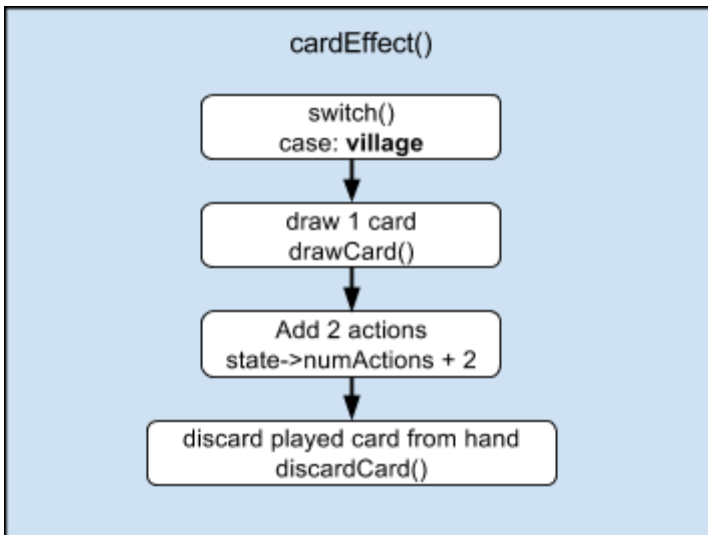 cardEffect()
switch()
case: village
draw 1 card
drawCard()
Add 2 actions
state->numActions + 2
discard played card from hand
discardCard()